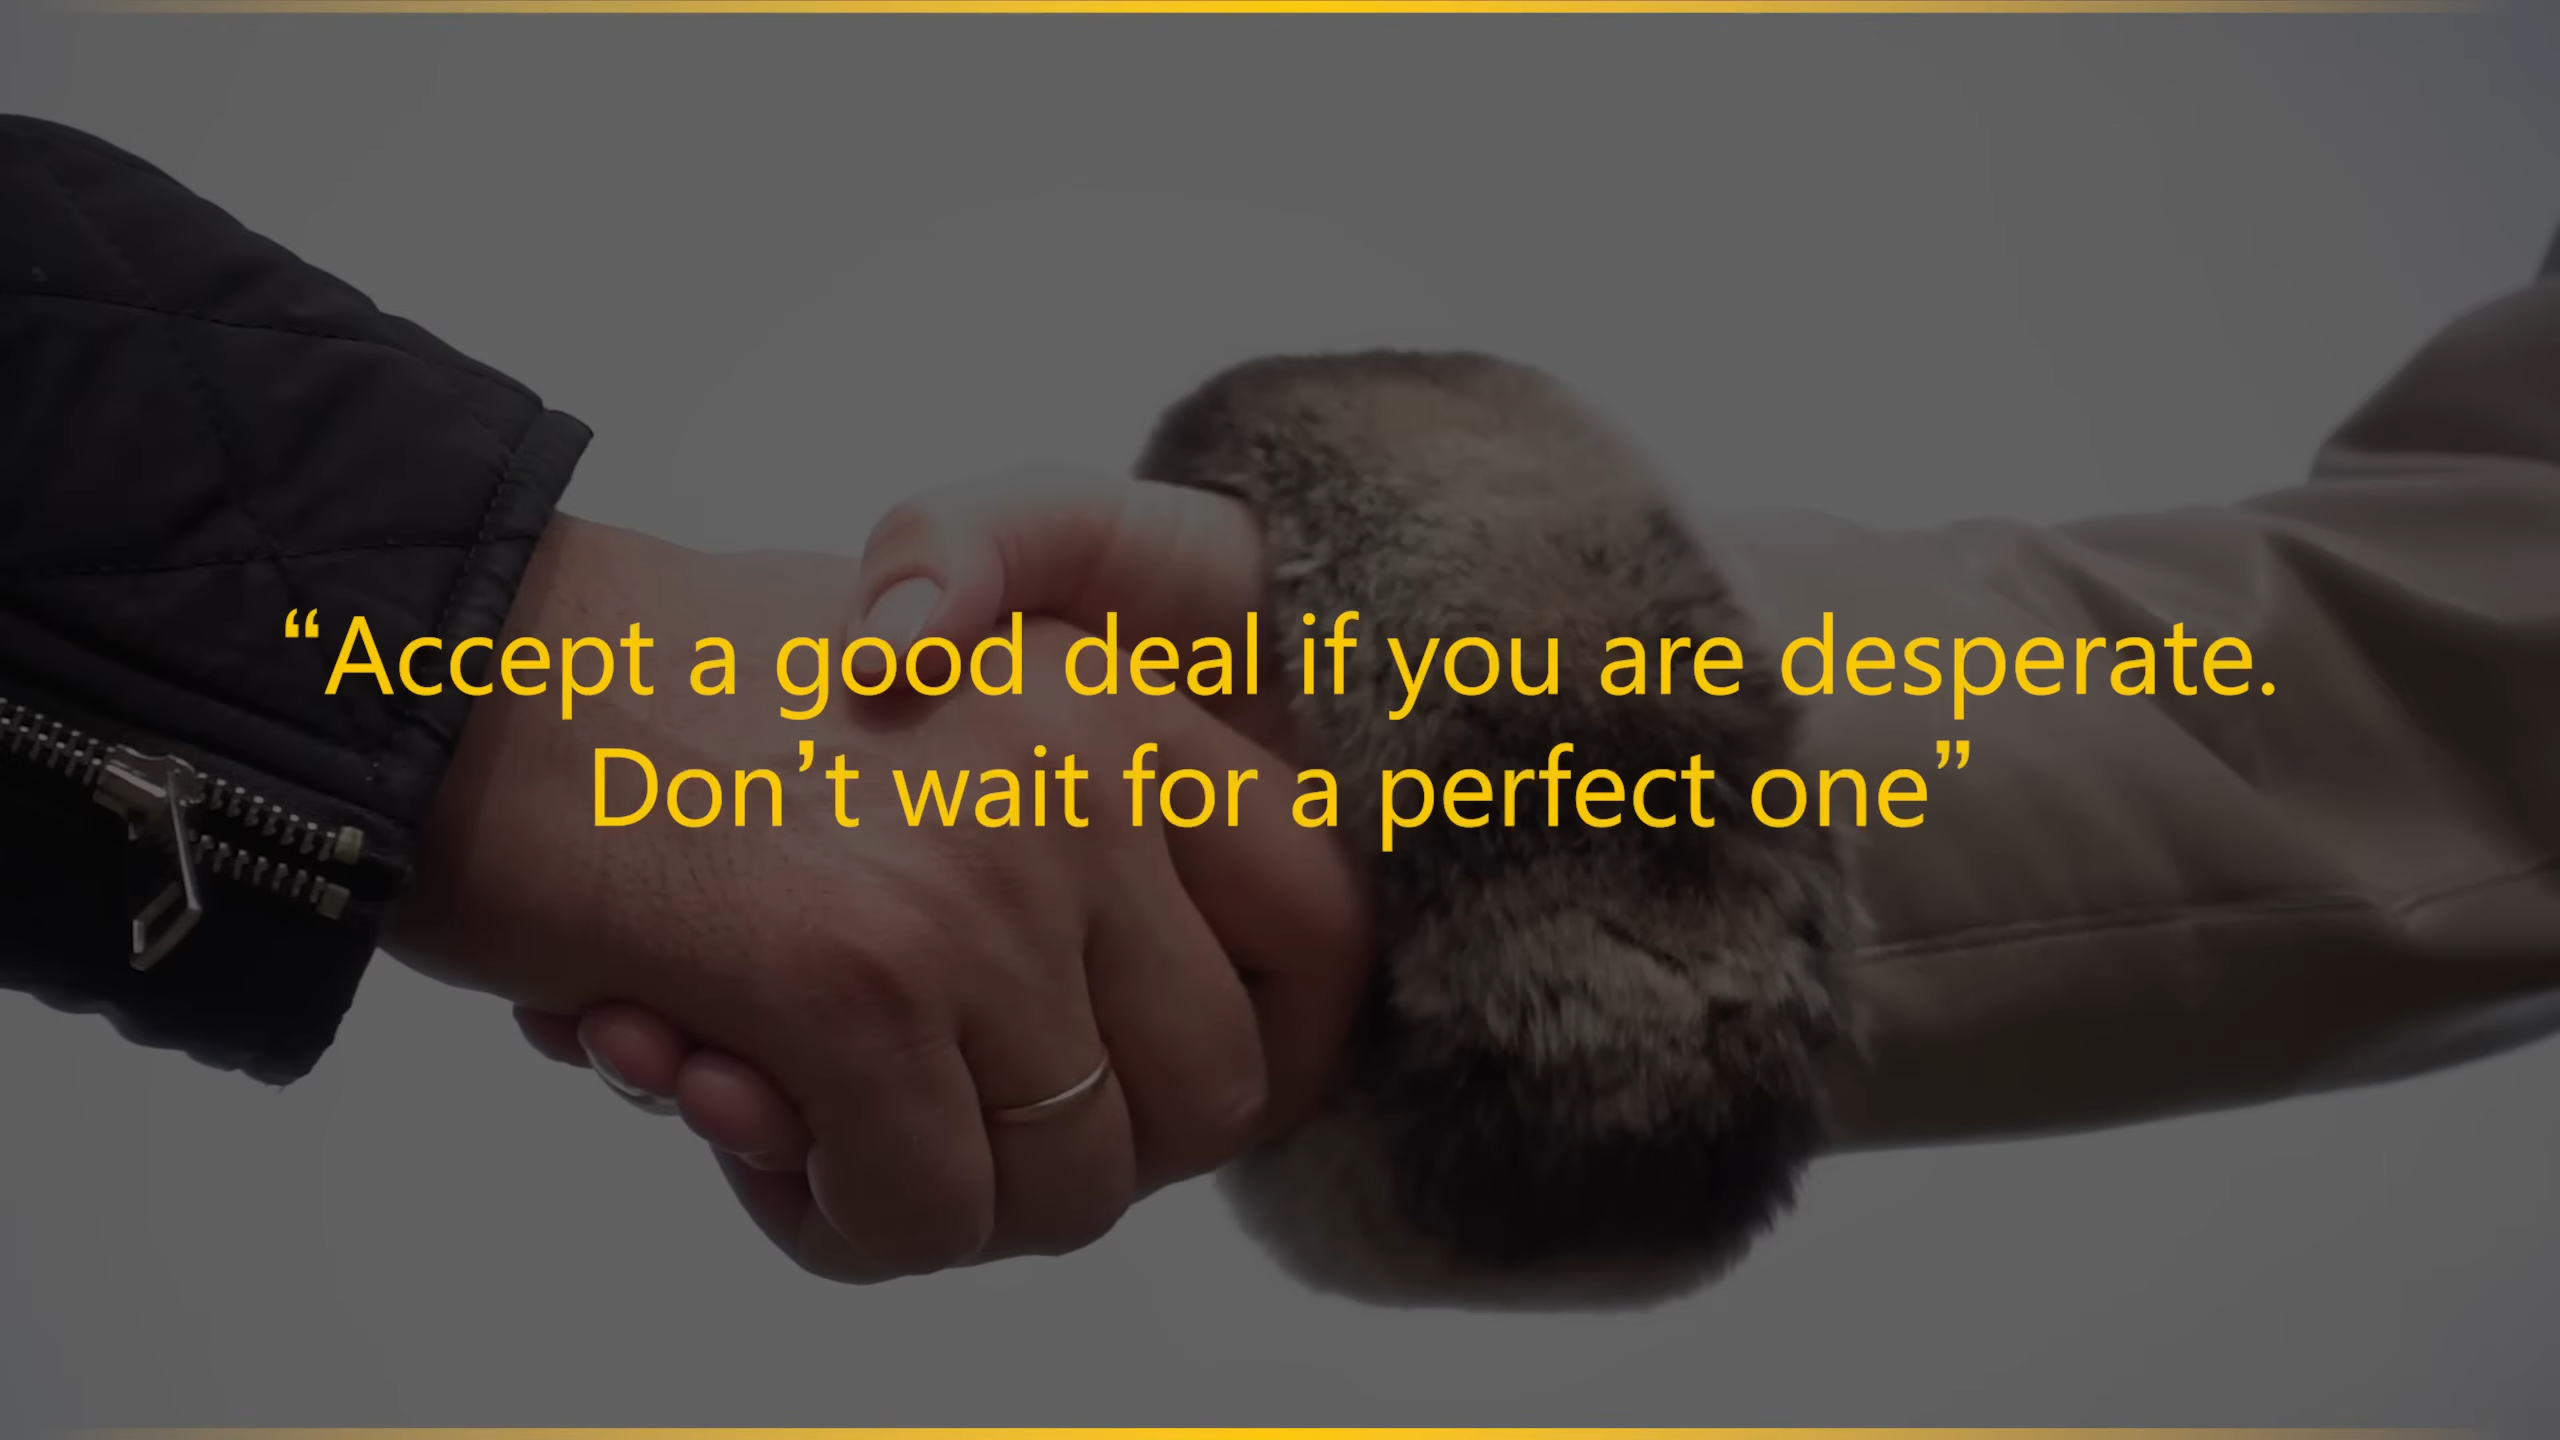 “Accept a good deal if you are desperate.
Don’t wait for a perfect one”